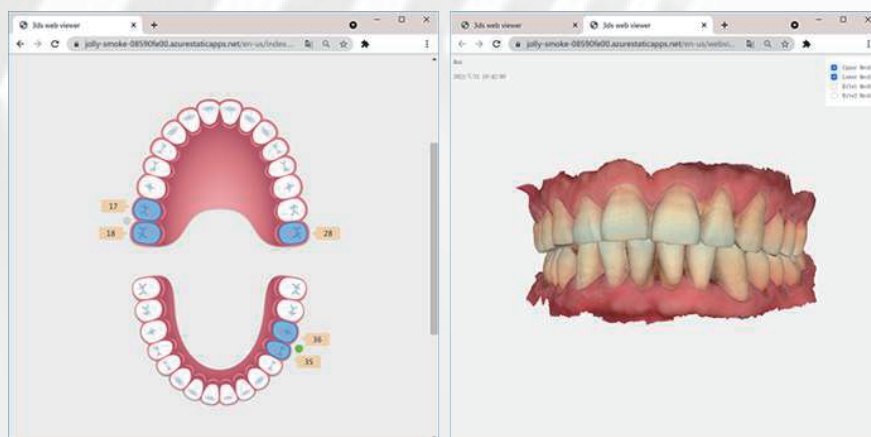 3ds web viewer
jolly-smoke-08590fe00.azurestaticapps.net/en-us/index...
17
18
28
36
35
3ds web viewer
3ds web viewer
jolly-smoke-08590fe00.azurestaticapps.net/en-us/webvi...